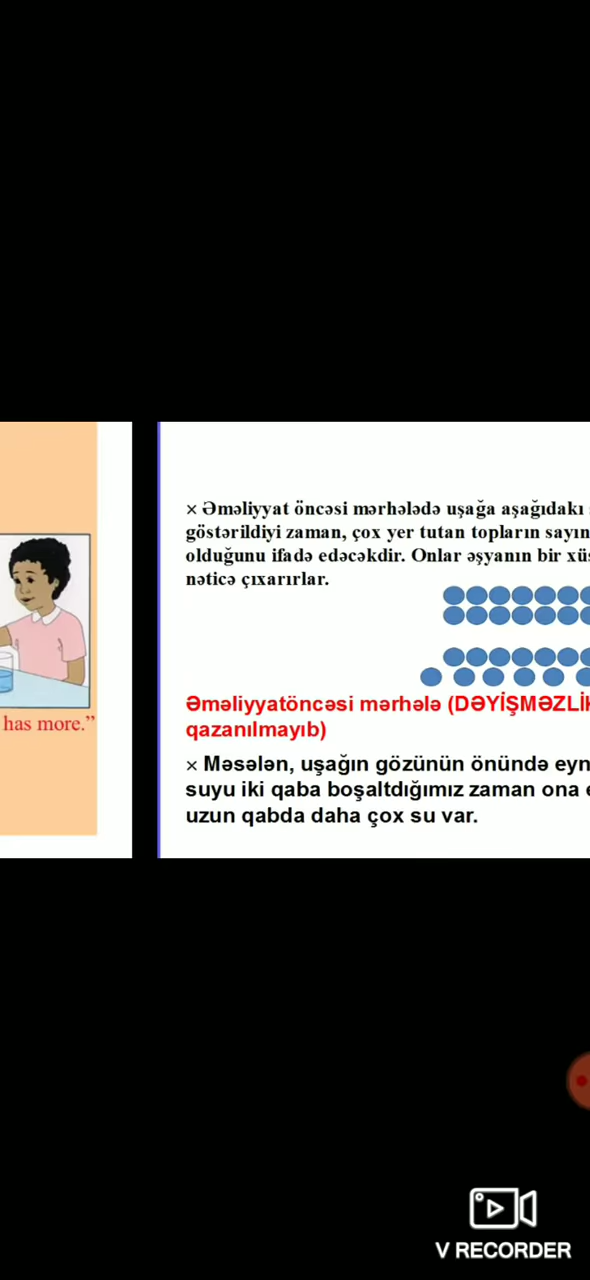 has more.”
× Əməliyyat öncəsi mərhələdə uşağa aşağıdakı
göstərildiyi zaman, çox yer tutan topların sayın
olduğunu ifadə edəcəkdir. Onlar əşyanın bir xüs
nəticə çıxarırlar.
Əməliyyatöncəsi mərhələ (DƏYİŞMƏZLİK
qazanılmayıb)
× Məsələn, uşağın gözünün önündə eyn
suyu iki qaba boşaltdığımız zaman ona e
uzun qabda daha çox su var.
V RECORDER